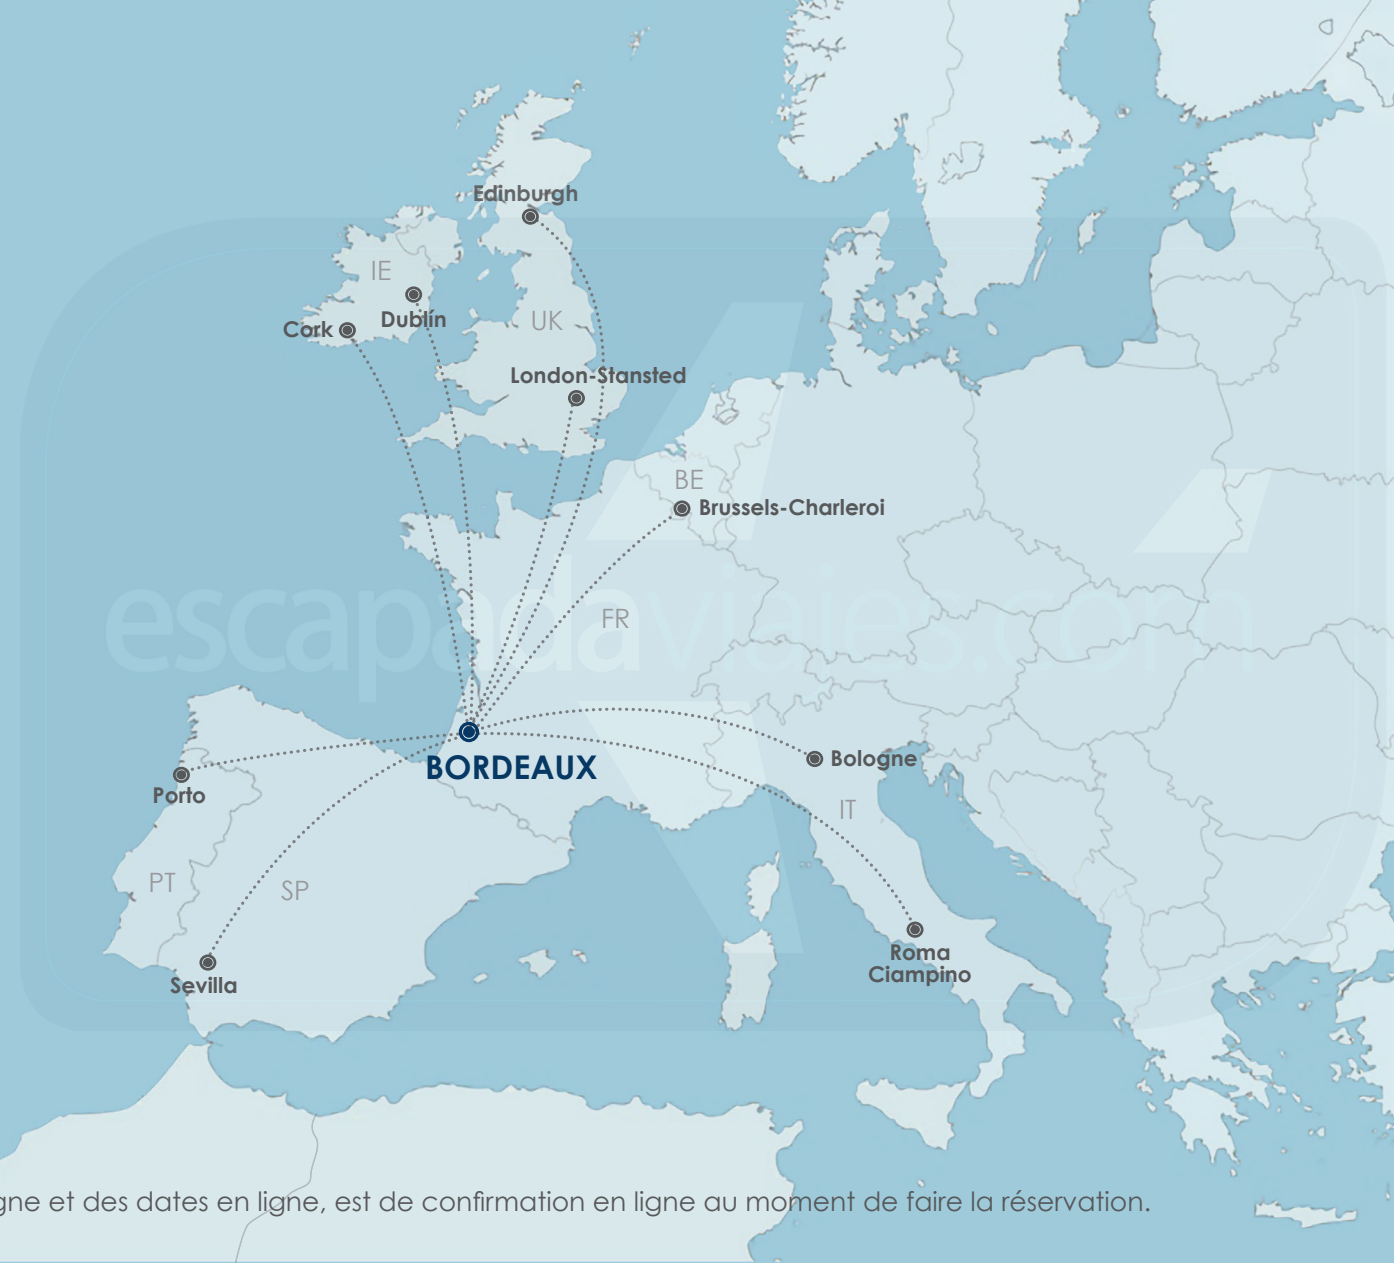 Edinburgh
IE
Dublín
Cork
UK
London-Stansted
BE
Brussels-Charleroi
escapadaviajes.com
FR
BORDEAUX
Bologne
Porto
IT
PT
SP
Roma
Ciampino
Sevilla
gne et des dates en ligne, est de confirmation en ligne au moment de faire la réservation.